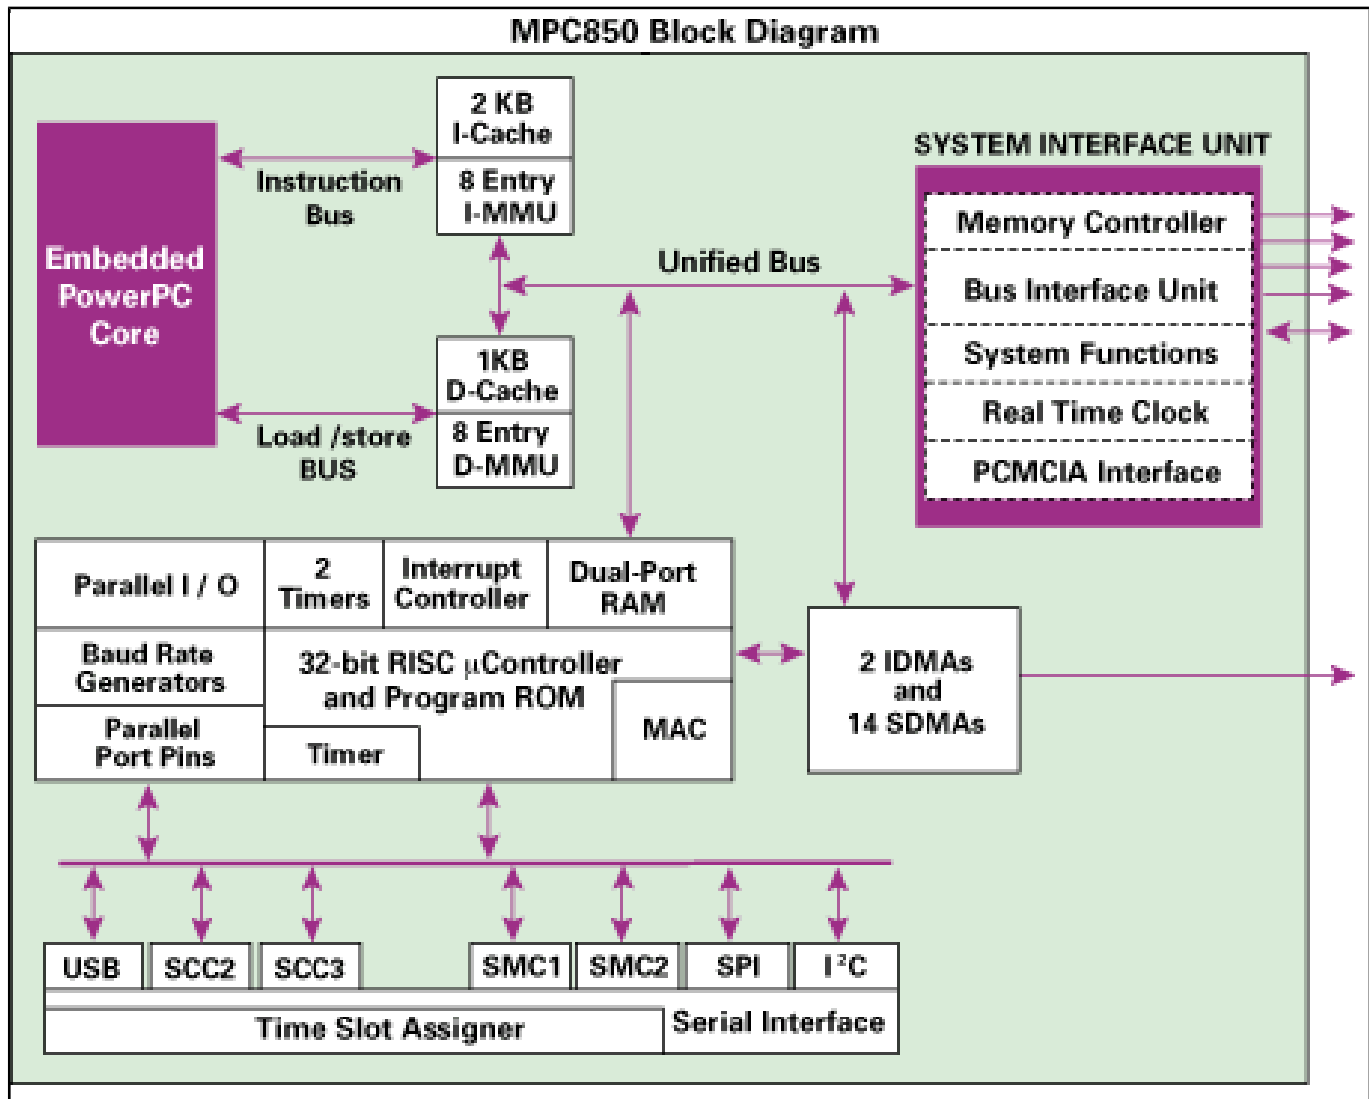 MPC850 Block Diagram
2 KB
I-Cache
8 Entry
I-MMU
Instruction
Bus
Embedded
PowerPC
Core
Unified Bus
1KB
D-Cache
8 Entry
D-MMU
Load /store
BUS
SYSTEM INTERFACE UNIT
Memory Controller
Bus Interface Unit
System Functions
Real Time Clock
PCMCIA Interface
Parallel I / O
2
Timers
Interrupt
Controller
Dual-Port
RAM
Baud Rate
Generators
32-bit RISC µController
and Program ROM
Parallel
Port Pins
Timer
MAC
2 IDMAs
and
14 SDMAs
USB
SCC2
SCC3
SMC1
SMC2
SPI
I²C
Time Slot Assigner
Serial Interface